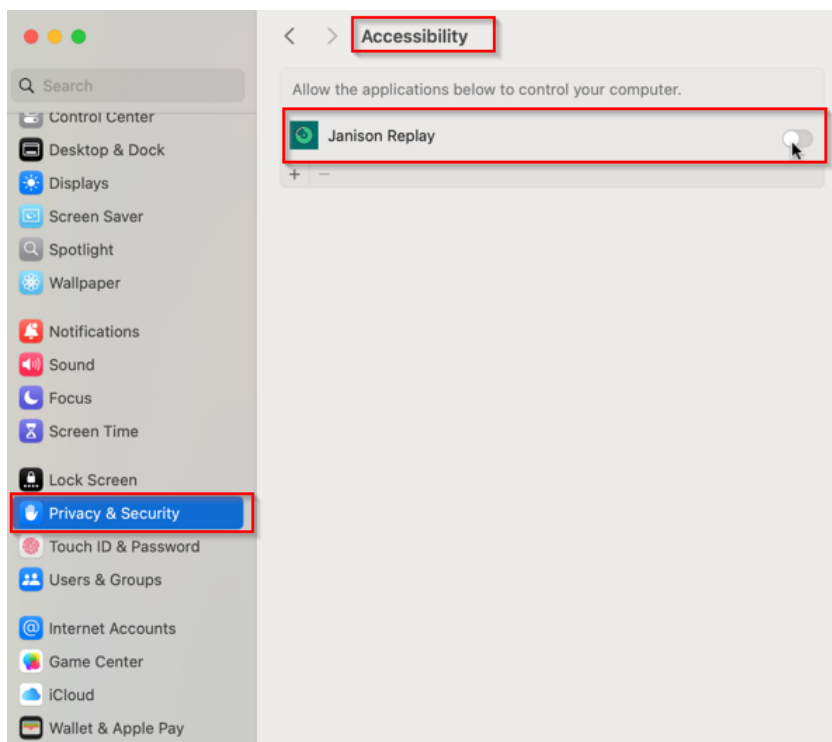 Accessibility
Search
Allow the applications below to control your computer.
Control Center
Janison Replay
Desktop & Dock
Displays
Screen Saver
Spotlight
Wallpaper
Notifications
Sound
Focus
Screen Time
Lock Screen
Privacy & Security
Touch ID & Password
Users & Groups
Internet Accounts
Game Center
iCloud
Wallet & Apple Pay